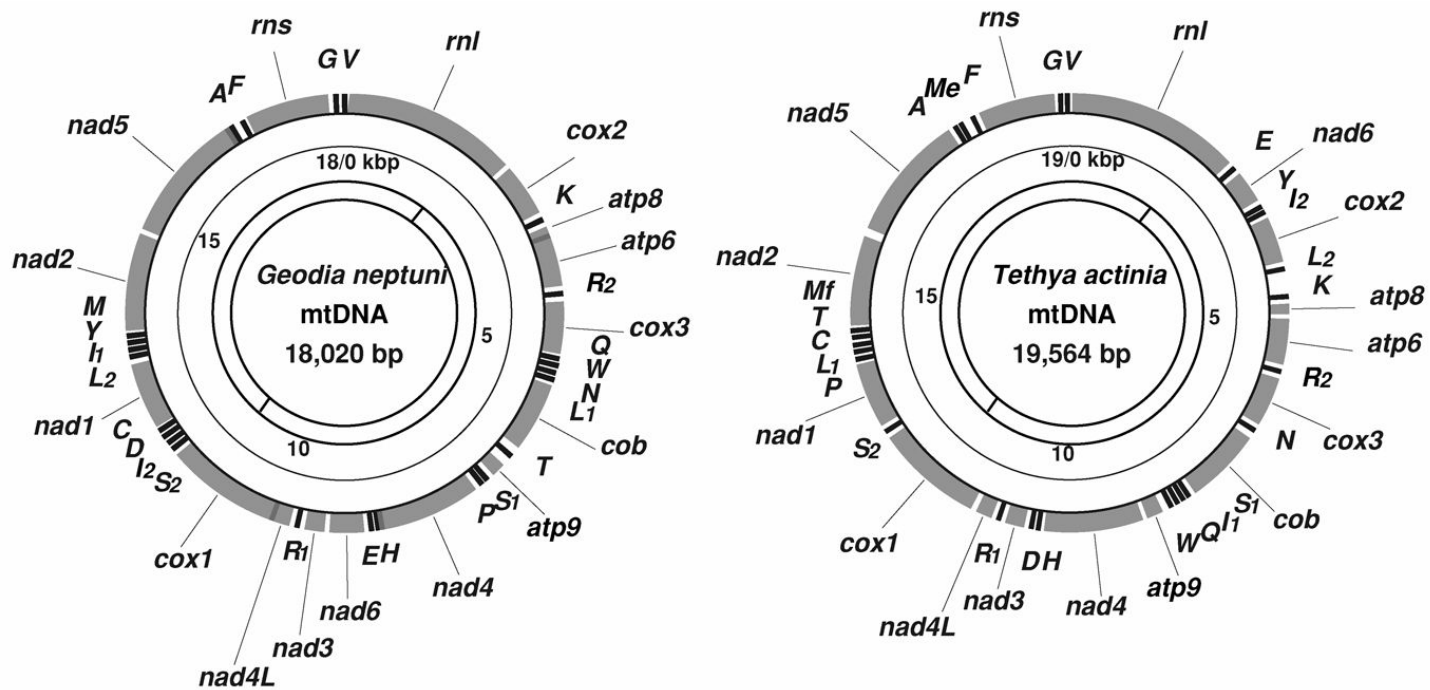 rns
G V
rnl
A F
nad5
cox2
K
atp8
atp6
R2
cox3
Q
W
N
L1
cob
T
S1
P
atp9
nad4
E H
nad6
nad3
R1
nad4L
cox1
S2
I2
D
C
nad1
L2
I1
Y
M
nad2
18/0 kbp
5
10
15
Geodia neptuni
mtDNA
18,020 bp
rns
G V
rnl
A Me F
nad5
E
nad6
Y
I2
cox2
L2
K
atp8
atp6
R2
cox3
N
cob
S1
I1
Q
W
atp9
nad4
D H
nad3
R1
nad4L
cox1
S2
nad1
P
L1
C
T
Mf
nad2
19/0 kbp
5
10
15
Tethya actinia
mtDNA
19,564 bp